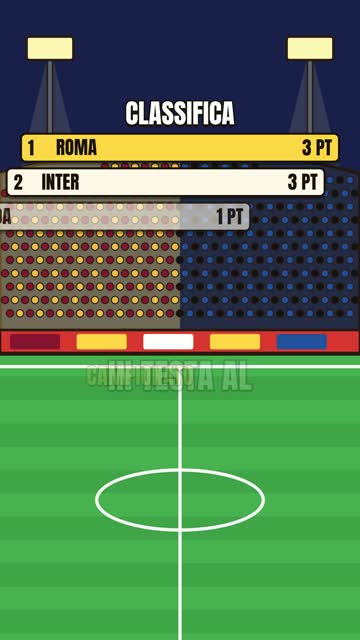 CLASSIFICA
1 ROMA 3 PT
2 INTER 3 PT
1 PT
IN TESTA AL